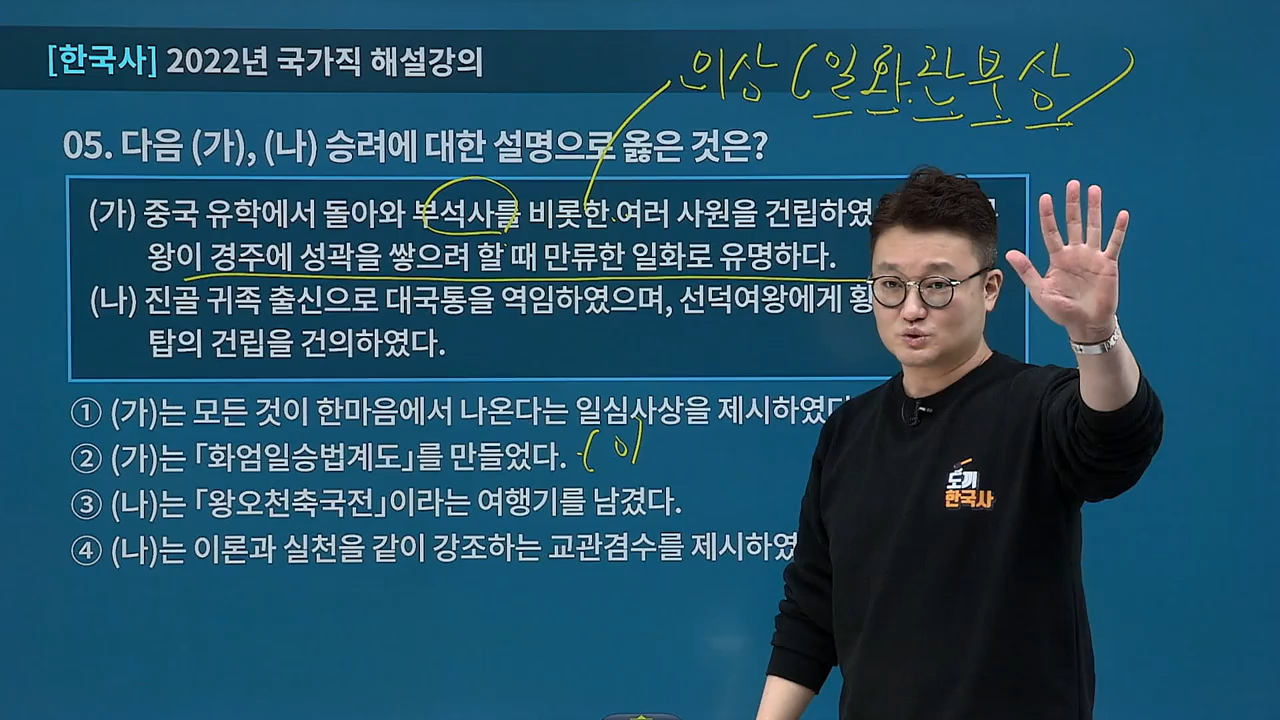 [한국사] 2022년 국가직 해설강의
의상 (일화관부상)
05. 다음 (가), (나) 승려에 대한 설명으로 옳은 것은?
(가) 중국 유학에서 돌아와 부석사를 비롯한 여러 사원을 건립하였
왕이 경주에 성곽을 쌓으려 할 때 만류한 일화로 유명하다.
(나) 진골 귀족 출신으로 대국통을 역임하였으며, 선덕여왕에게 황
탑의 건립을 건의하였다.
① (가)는 모든 것이 한마음에서 나온다는 일심사상을 제시하였다
② (가)는 「화엄일승법계도」를 만들었다. (0)
③ (나)는 「왕오천축국전」이라는 여행기를 남겼다.
④ (나)는 이론과 실천을 같이 강조하는 교관겸수를 제시하였
도끼
한국사